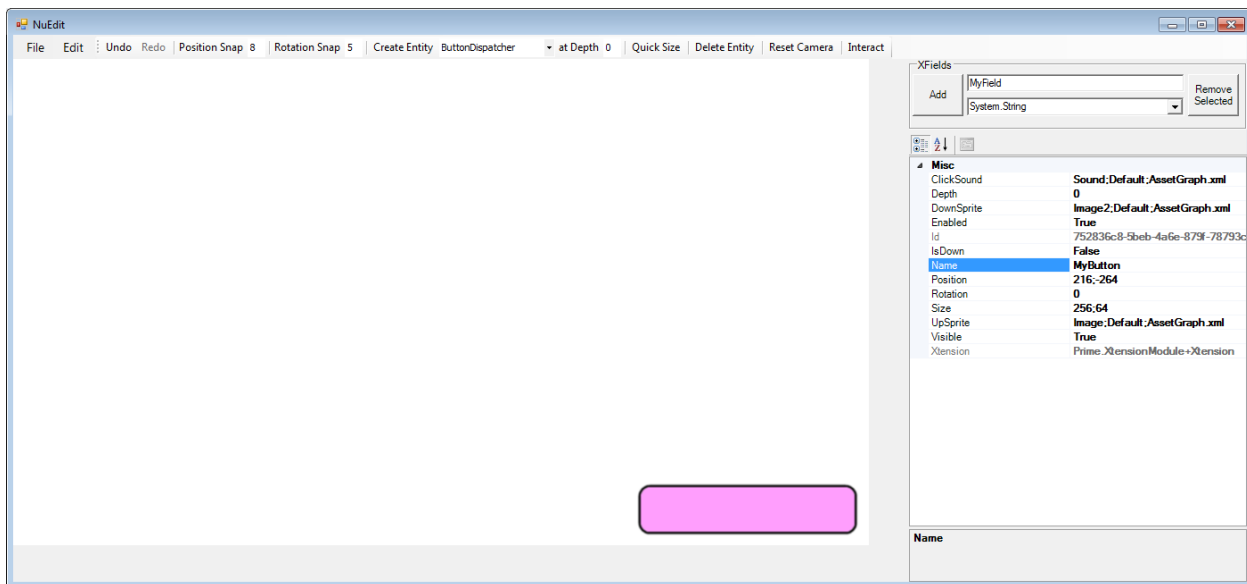 NuEdit
File Edit Undo Redo Position Snap 8 Rotation Snap 5 Create Entity ButtonDispatcher at Depth 0 Quick Size Delete Entity Reset Camera Interact
XFields
Add
MyField
System.String
Remove
Selected
Misc
ClickSound Sound;Default;AssetGraph.xml
Depth 0
DownSprite Image2;Default;AssetGraph.xml
Enabled True
Id 752836c8-5beb-4a6e-879f-78793c
IsDown False
Name MyButton
Position 216;-264
Rotation 0
Size 256;64
UpSprite Image;Default;AssetGraph.xml
Visible True
Xtension Prime.XtensionModule+Xtension
Name